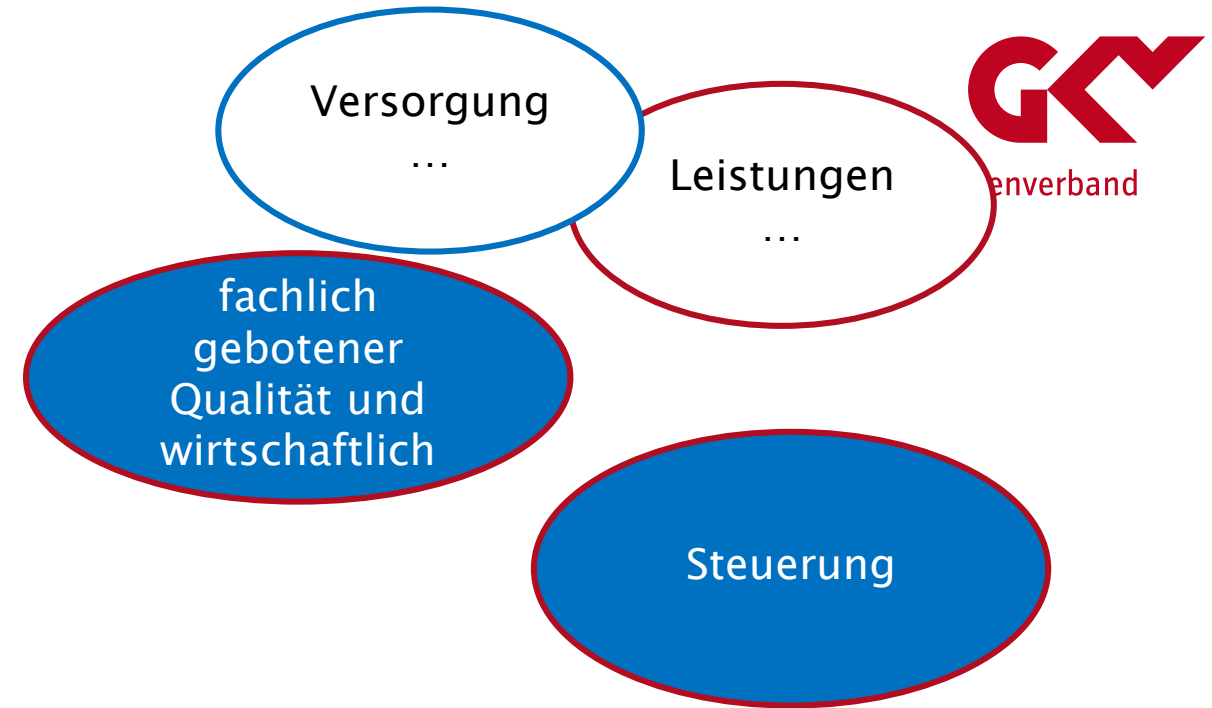 Versorgung
…
GKV
Leistungen
…
enverband
fachlich
gebotener
Qualität und
wirtschaftlich
Steuerung